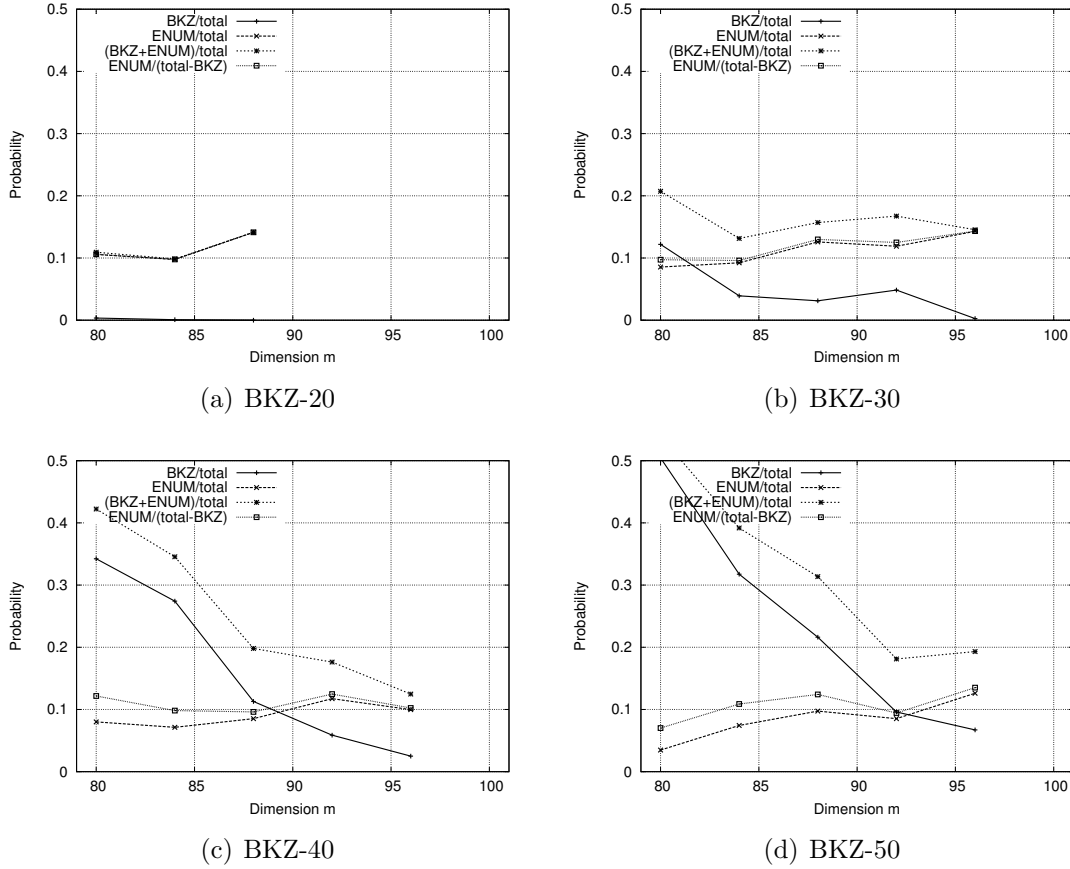 BKZ/total
ENUM/total
(BKZ+ENUM)/total
ENUM/(total-BKZ)
0.5
0.4
0.3
0.2
0.1
0
Probability
80 85 90 95 100
Dimension m
(a) BKZ-20
BKZ/total
ENUM/total
(BKZ+ENUM)/total
ENUM/(total-BKZ)
0.5
0.4
0.3
0.2
0.1
0
Probability
80 85 90 95 100
Dimension m
(b) BKZ-30
BKZ/total
ENUM/total
(BKZ+ENUM)/total
ENUM/(total-BKZ)
0.5
0.4
0.3
0.2
0.1
0
Probability
80 85 90 95 100
Dimension m
(c) BKZ-40
BKZ/total
ENUM/total
(BKZ+ENUM)/total
ENUM/(total-BKZ)
0.5
0.4
0.3
0.2
0.1
0
Probability
80 85 90 95 100
Dimension m
(d) BKZ-50